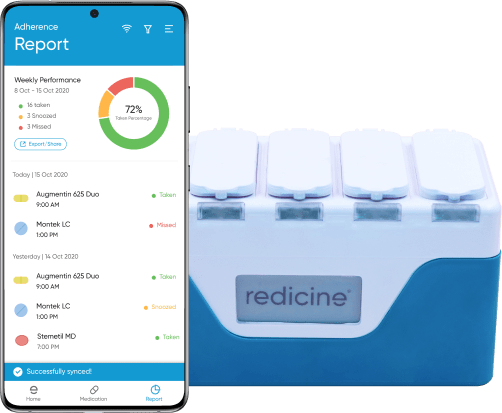 Adherence
Report
Weekly Performance
8 Oct - 15 Oct 2020
16 taken
3 Snoozed
3 Missed
72%
Taken Percentage
Export/Share
Today | 15 Oct 2020
Augmentin 625 Duo
Taken
9:00 AM
Montek LC
Missed
1:00 PM
Yesterday | 14 Oct 2020
Augmentin 625 Duo
Taken
9:00 AM
Montek LC
Snoozed
1:00 PM
Stemetil MD
Taken
7:00 PM
Successfully synced!
Home
Medication
Report
redicine